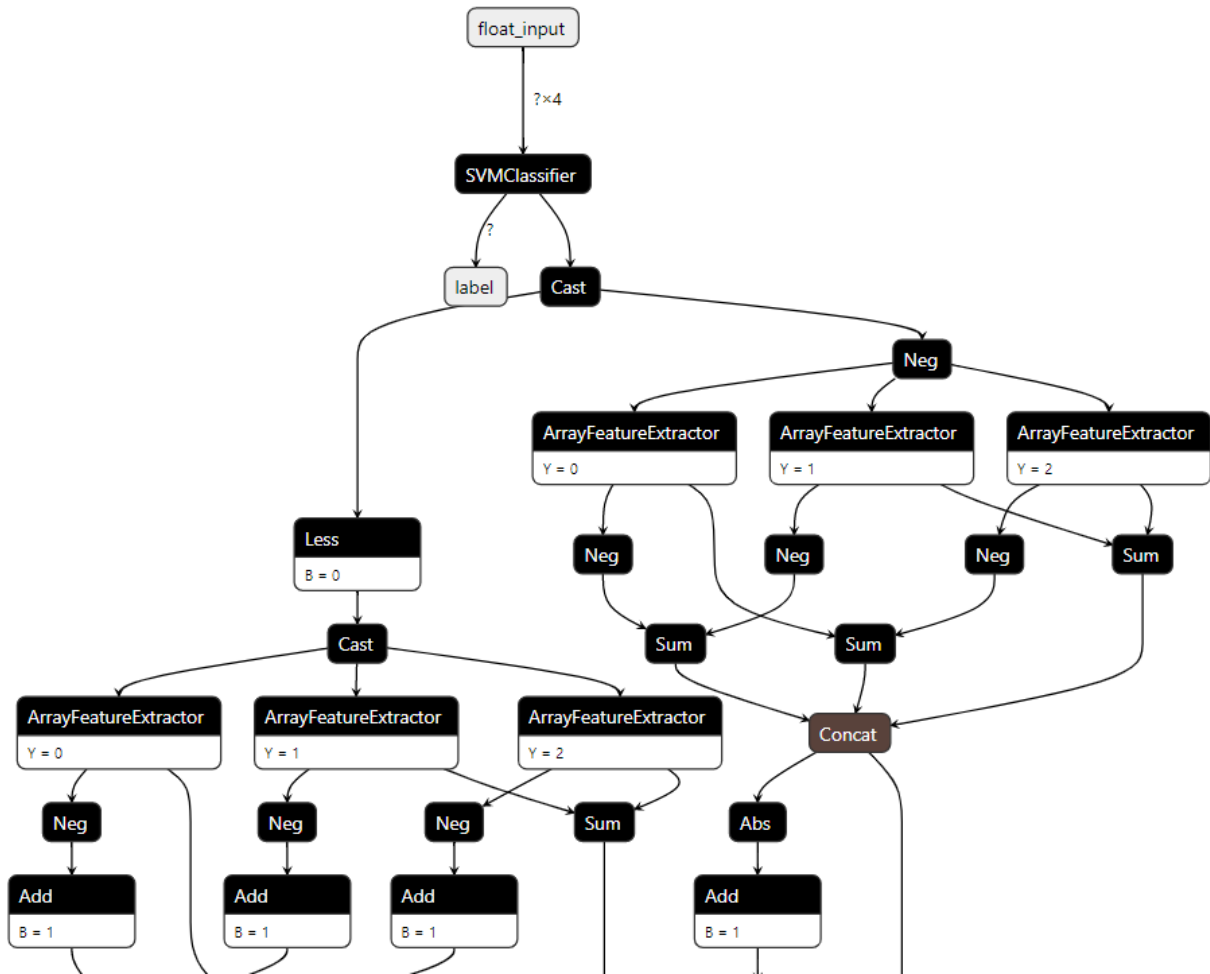 float_input
?×4
SVMClassifier
?
label
Cast
Neg
ArrayFeatureExtractor
Y = 0
ArrayFeatureExtractor
Y = 1
ArrayFeatureExtractor
Y = 2
Less
B = 0
Neg
Neg
Neg
Sum
Cast
Sum
Sum
ArrayFeatureExtractor
Y = 0
ArrayFeatureExtractor
Y = 1
ArrayFeatureExtractor
Y = 2
Concat
Neg
Neg
Neg
Sum
Abs
Add
B = 1
Add
B = 1
Add
B = 1
Add
B = 1